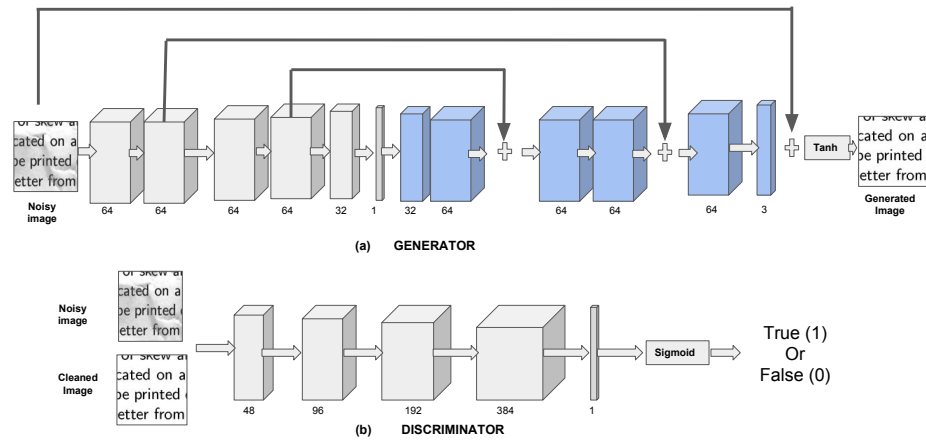 or skew a
cated on a
be printed
etter from
Noisy
image
64
64
64
64
32
1
32
64
64
64
64
3
Tanh
or skew a
cated on a
be printed
etter from
Generated
Image
(a) GENERATOR
or skew a
cated on a
be printed
etter from
Noisy
image
or skew a
cated on a
be printed
etter from
Cleaned
Image
48
96
192
384
1
Sigmoid
True (1)
Or
False (0)
(b) DISCRIMINATOR